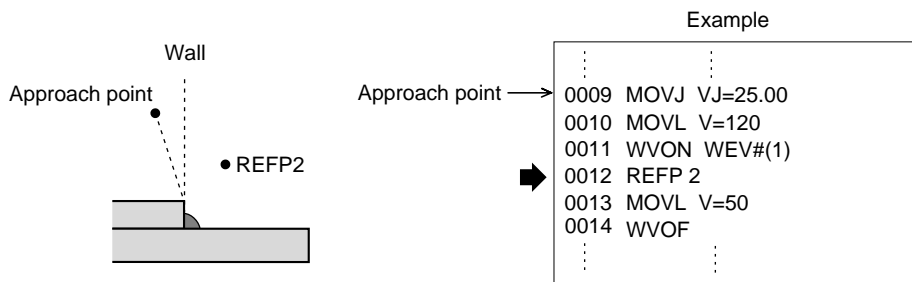 Wall
Approach point
REFP2
Example
Approach point
0009 MOVJ VJ=25.00
0010 MOVL V=120
0011 WVON WEV#(1)
0012 REFP 2
0013 MOVL V=50
0014 WVOF